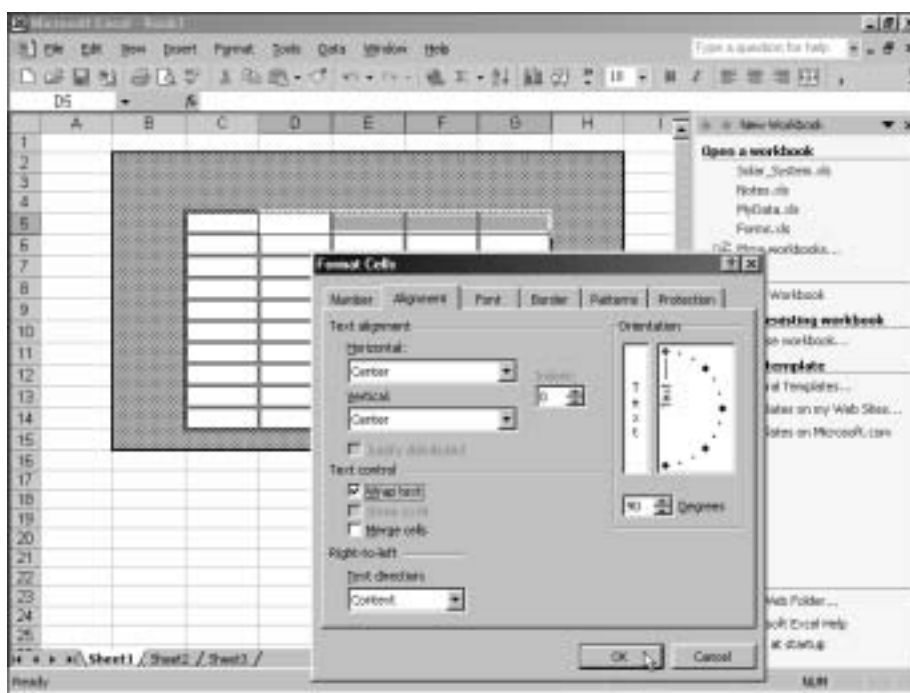 Microsoft Excel - Book1
File Edit View Insert Format Tools Data Window Help
Type a question for help
10
D5
A B C D E F G H I
New Workbook
Open a workbook
Solar_System.xls
Notes.xls
MyData.xls
Forms.xls
More workbooks...
Workbook
existing workbook
workbook...
template
Templates...
on my Web Sites...
on Microsoft.com
Web Folder...
Excel Help
at startup
1
2
3
4
5
6
7
8
9
10
11
12
13
14
15
16
17
18
19
20
21
22
23
24
25
Format Cells
Number Alignment Font Border Patterns Protection
Text alignment
Horizontal:
Center
Indent:
0
Vertical:
Center
Justify distributed
Text control
Wrap text
Shrink to fit
Merge cells
Right-to-left
Text direction:
Context
Orientation
Text
Text
90 Degrees
OK Cancel
Sheet1 Sheet2 Sheet3
Ready
NUM